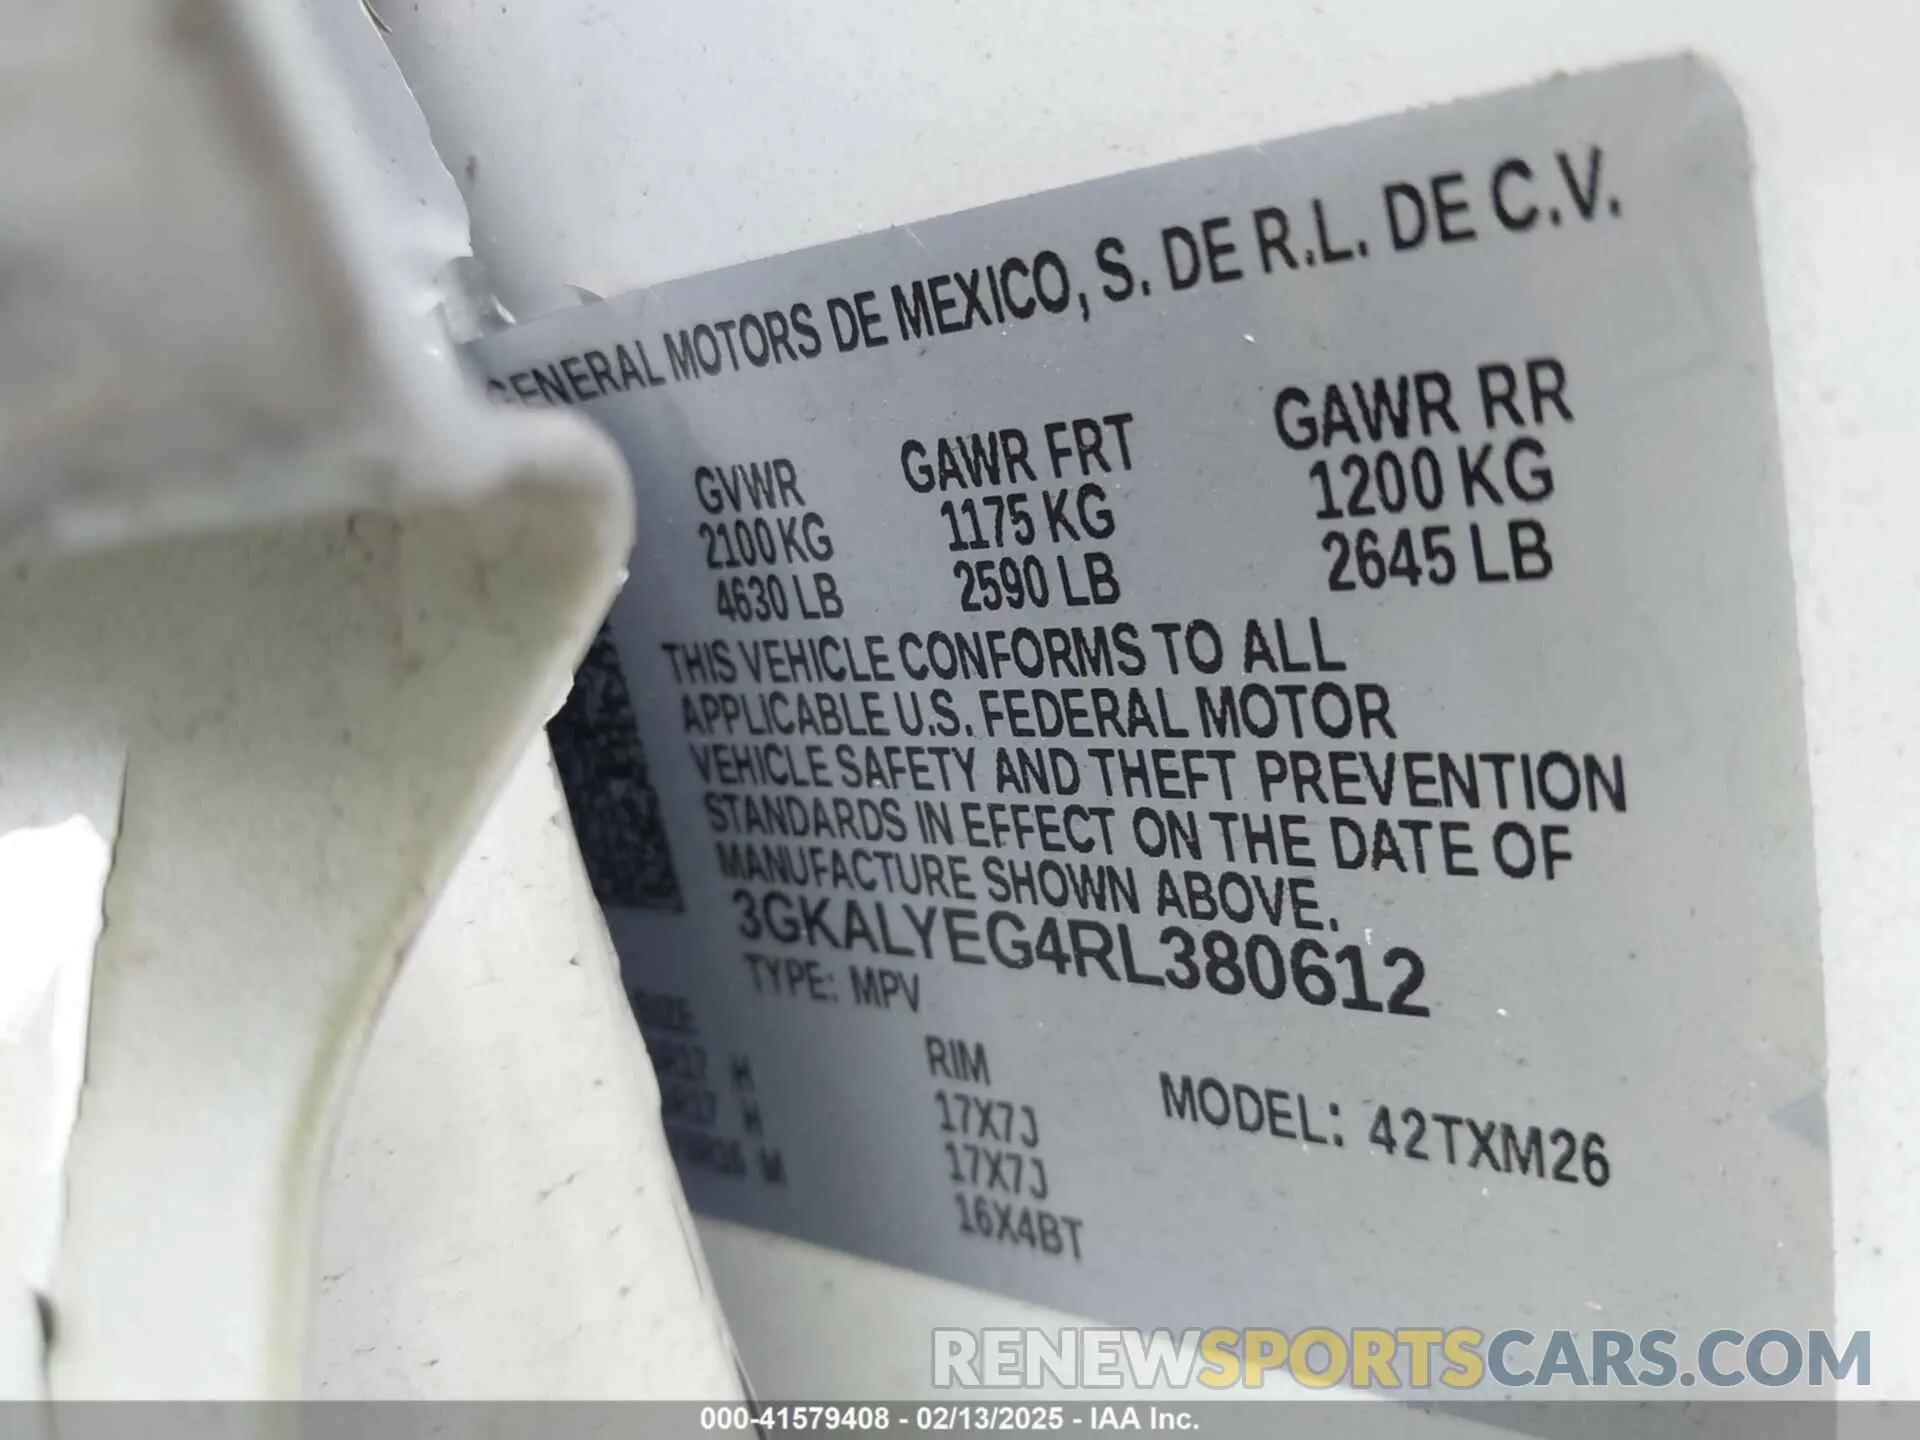 GENERAL MOTORS DE MEXICO, S. DE R.L. DE C.V.
GVWR GAWR FRT GAWR RR
2100 KG 1175 KG 1200 KG
4630 LB 2590 LB 2645 LB
THIS VEHICLE CONFORMS TO ALL
APPLICABLE U.S. FEDERAL MOTOR
VEHICLE SAFETY AND THEFT PREVENTION
STANDARDS IN EFFECT ON THE DATE OF
MANUFACTURE SHOWN ABOVE.
3GKALYEG4RL380612
TYPE: MPV
SIZE RIM MODEL: 42TXM26
H 17X7J
H 17X7J
M 16X4BT
RENEWSPORTSCARS.COM
000-41579408 - 02/13/2025 - IAA Inc.